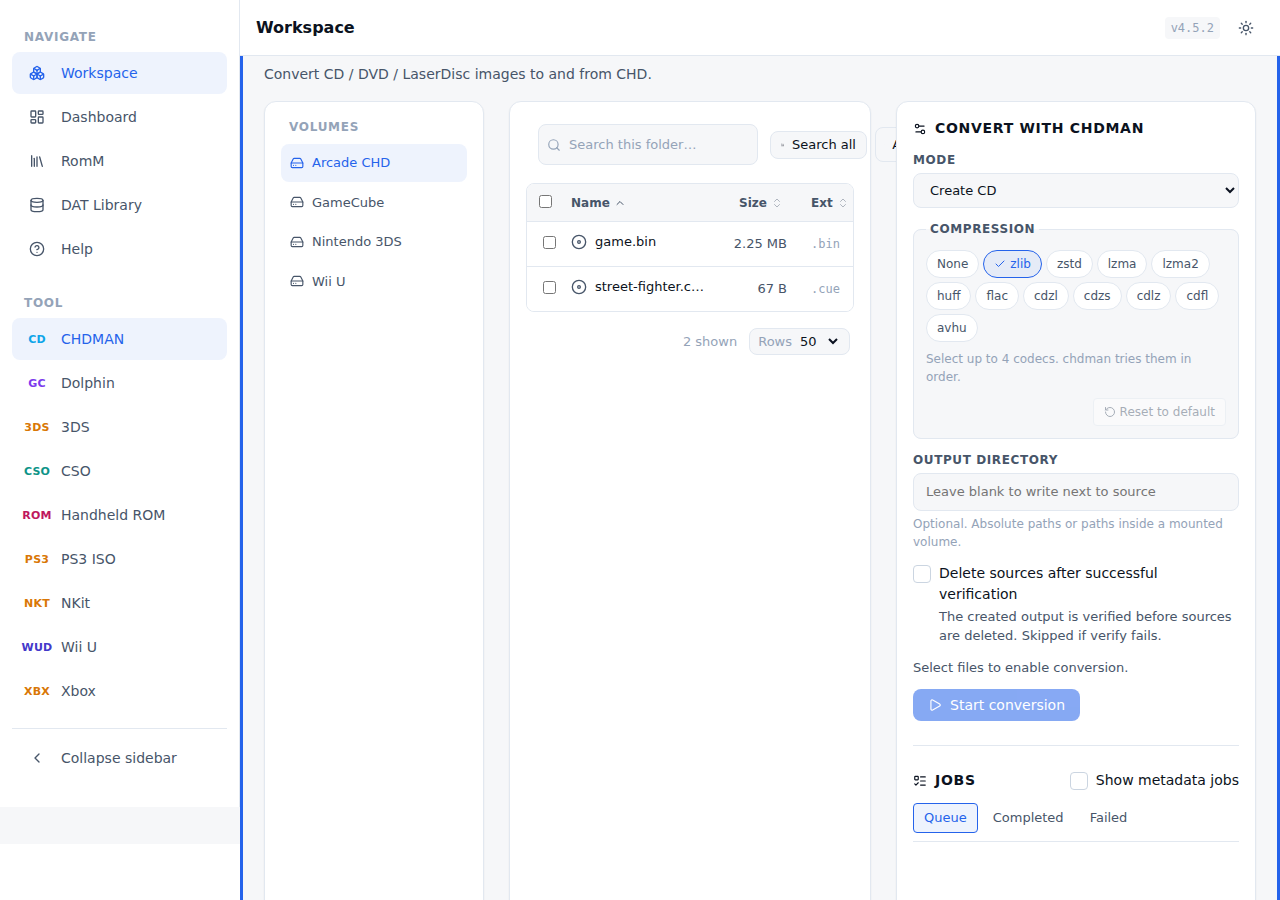 NAVIGATE
Workspace
Dashboard
RomM
DAT Library
Help
TOOL
CD CHDMAN
GC Dolphin
3DS 3DS
CSO CSO
ROM Handheld ROM
PS3 PS3 ISO
NKT NKit
WUD Wii U
XBX Xbox
Collapse sidebar
Workspace
v4.5.2
Convert CD / DVD / LaserDisc images to and from CHD.
VOLUMES
Arcade CHD
GameCube
Nintendo 3DS
Wii U
Search this folder…
Search all
Name Size Ext
game.bin 2.25 MB .bin
street-fighter.c… 67 B .cue
2 shown Rows 50
CONVERT WITH CHDMAN
MODE
Create CD
COMPRESSION
None zlib zstd lzma lzma2
huff flac cdzl cdzs cdlz cdfl
avhu
Select up to 4 codecs. chdman tries them in
order.
Reset to default
OUTPUT DIRECTORY
Leave blank to write next to source
Optional. Absolute paths or paths inside a mounted
volume.
Delete sources after successful
verification
The created output is verified before sources
are deleted. Skipped if verify fails.
Select files to enable conversion.
Start conversion
JOBS
Show metadata jobs
Queue Completed Failed